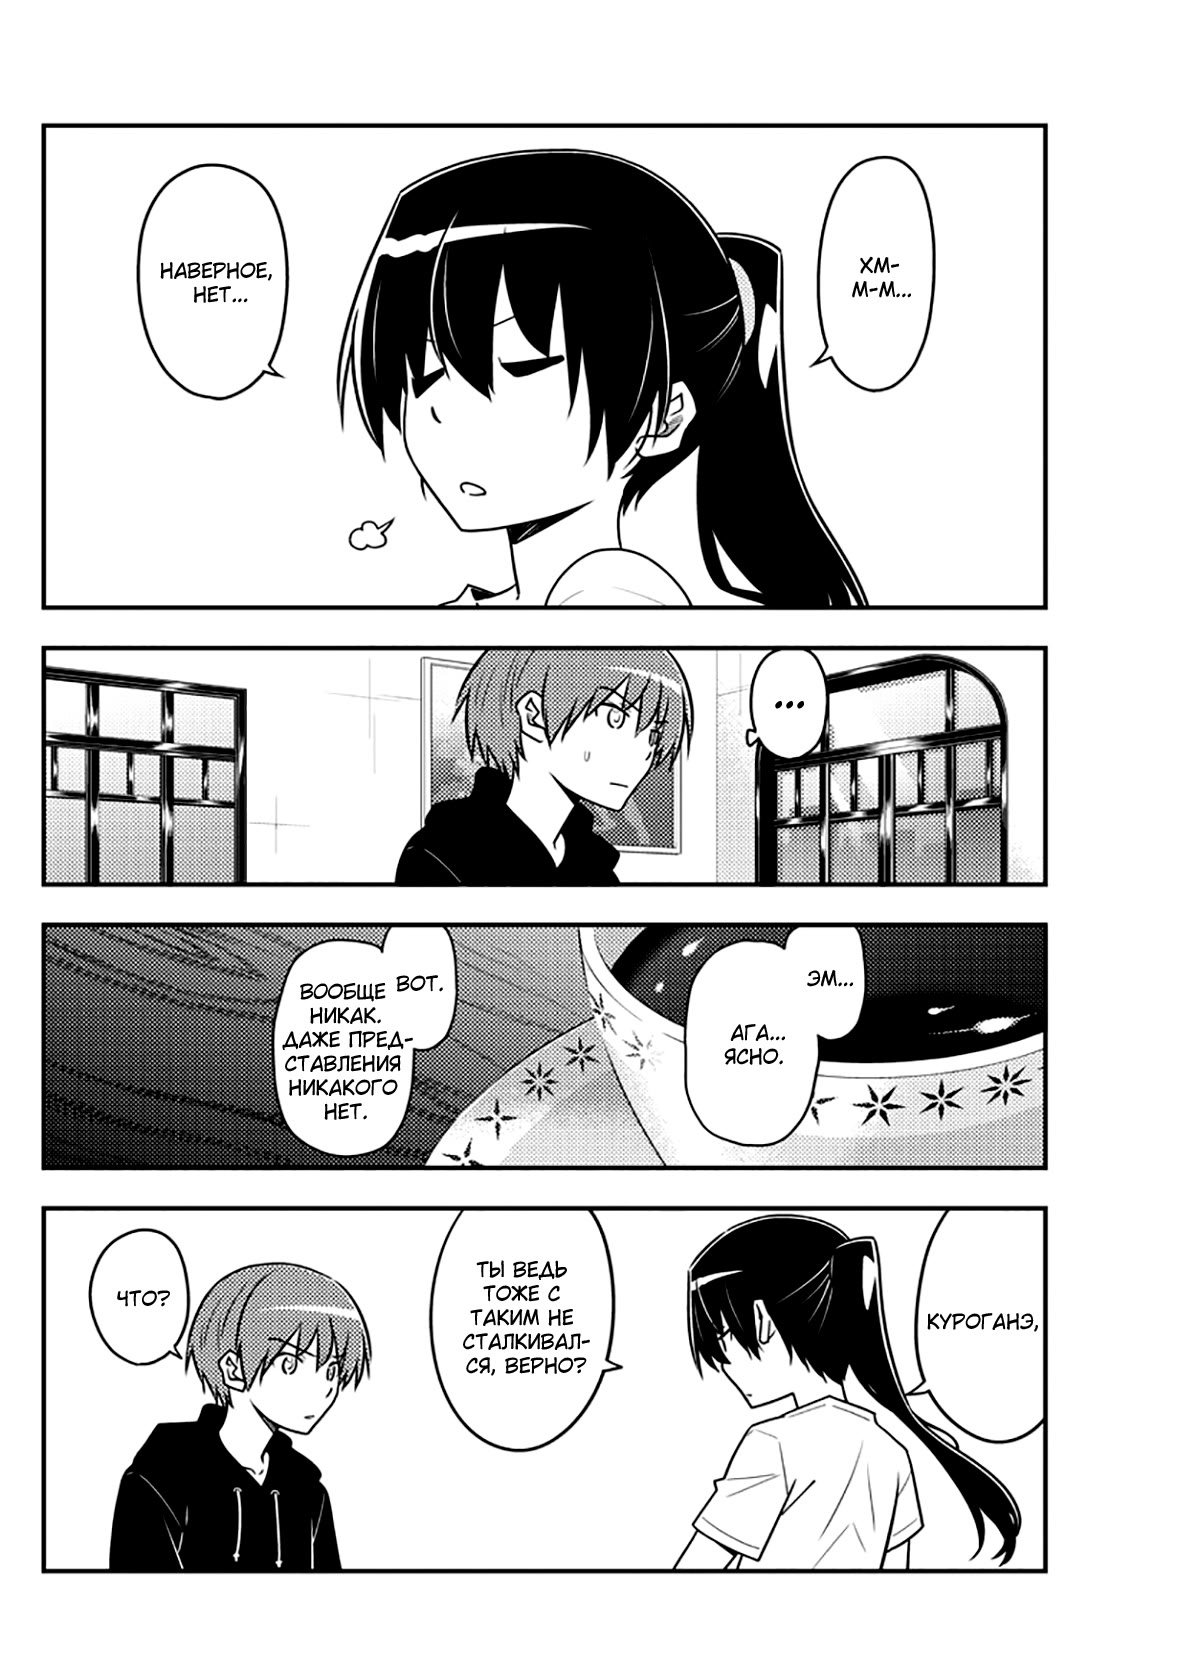 ХМ-
М-М...
НАВЕРНОЕ,
НЕТ...
...
ЭМ...
АГА...
ЯСНО.
ВОТ.
ВООБЩЕ
НИКАК.
ДАЖЕ ПРЕД-
СТАВЛЕНИЯ
НИКАКОГО
НЕТ.
КУРОГАНЭ,
ТЫ ВЕДЬ
ТОЖЕ С
ТАКИМ НЕ
СТАЛКИВАЛ-
СЯ, ВЕРНО?
ЧТО?